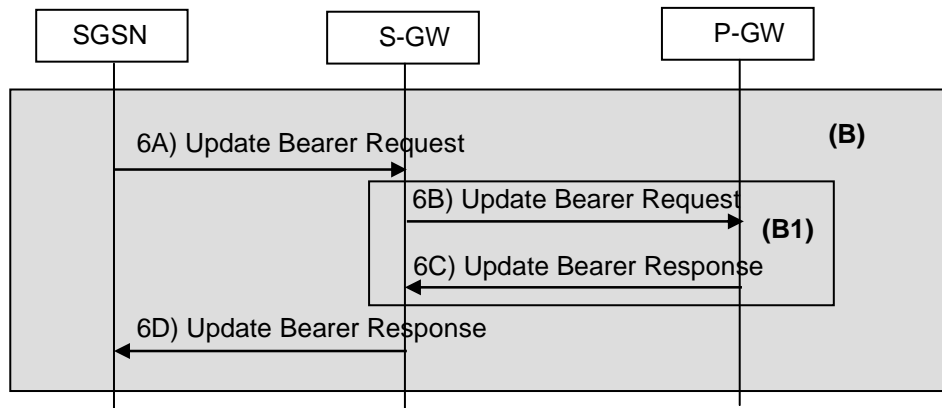 SGSN
S-GW
P-GW
(B)
6A) Update Bearer Request
6B) Update Bearer Request
(B1)
6C) Update Bearer Response
6D) Update Bearer Response